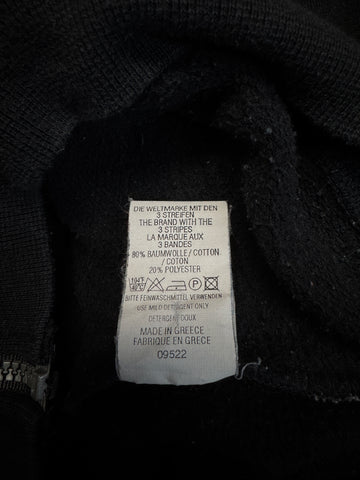 DIE WELTMARKE MIT DEN
3 STREIFEN
THE BRAND WITH THE
3 STRIPES
LA MARQUE AUX
3 BANDES
80% BAUMWOLLE / COTTON
/ COTON
20% POLYESTER
104°F
40°C
P
BITTE FEINWASCHMITTEL VERWENDEN
USE MILD DETERGENT ONLY
DETERGENT DOUX
MADE IN GREECE
FABRIQUE EN GRECE
09522